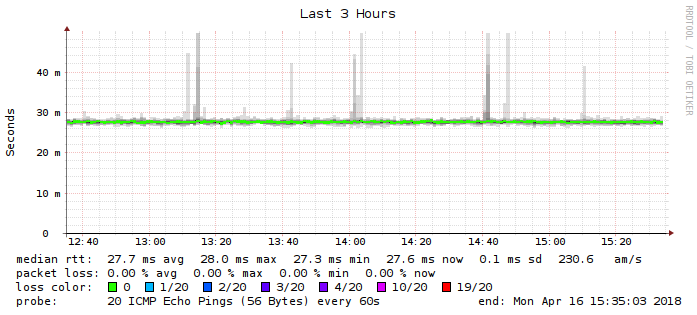 Last 3 Hours
RRDTOOL / TOBI OETIKER
Seconds
40 m
30 m
20 m
10 m
0
12:40 13:00 13:20 13:40 14:00 14:20 14:40 15:00 15:20
median rtt: 27.7 ms avg 28.0 ms max 27.3 ms min 27.6 ms now 0.1 ms sd 230.6 am/s
packet loss: 0.00 % avg 0.00 % max 0.00 % min 0.00 % now
loss color: 0 1/20 2/20 3/20 4/20 10/20 19/20
probe: 20 ICMP Echo Pings (56 Bytes) every 60s end: Mon Apr 16 15:35:03 2018